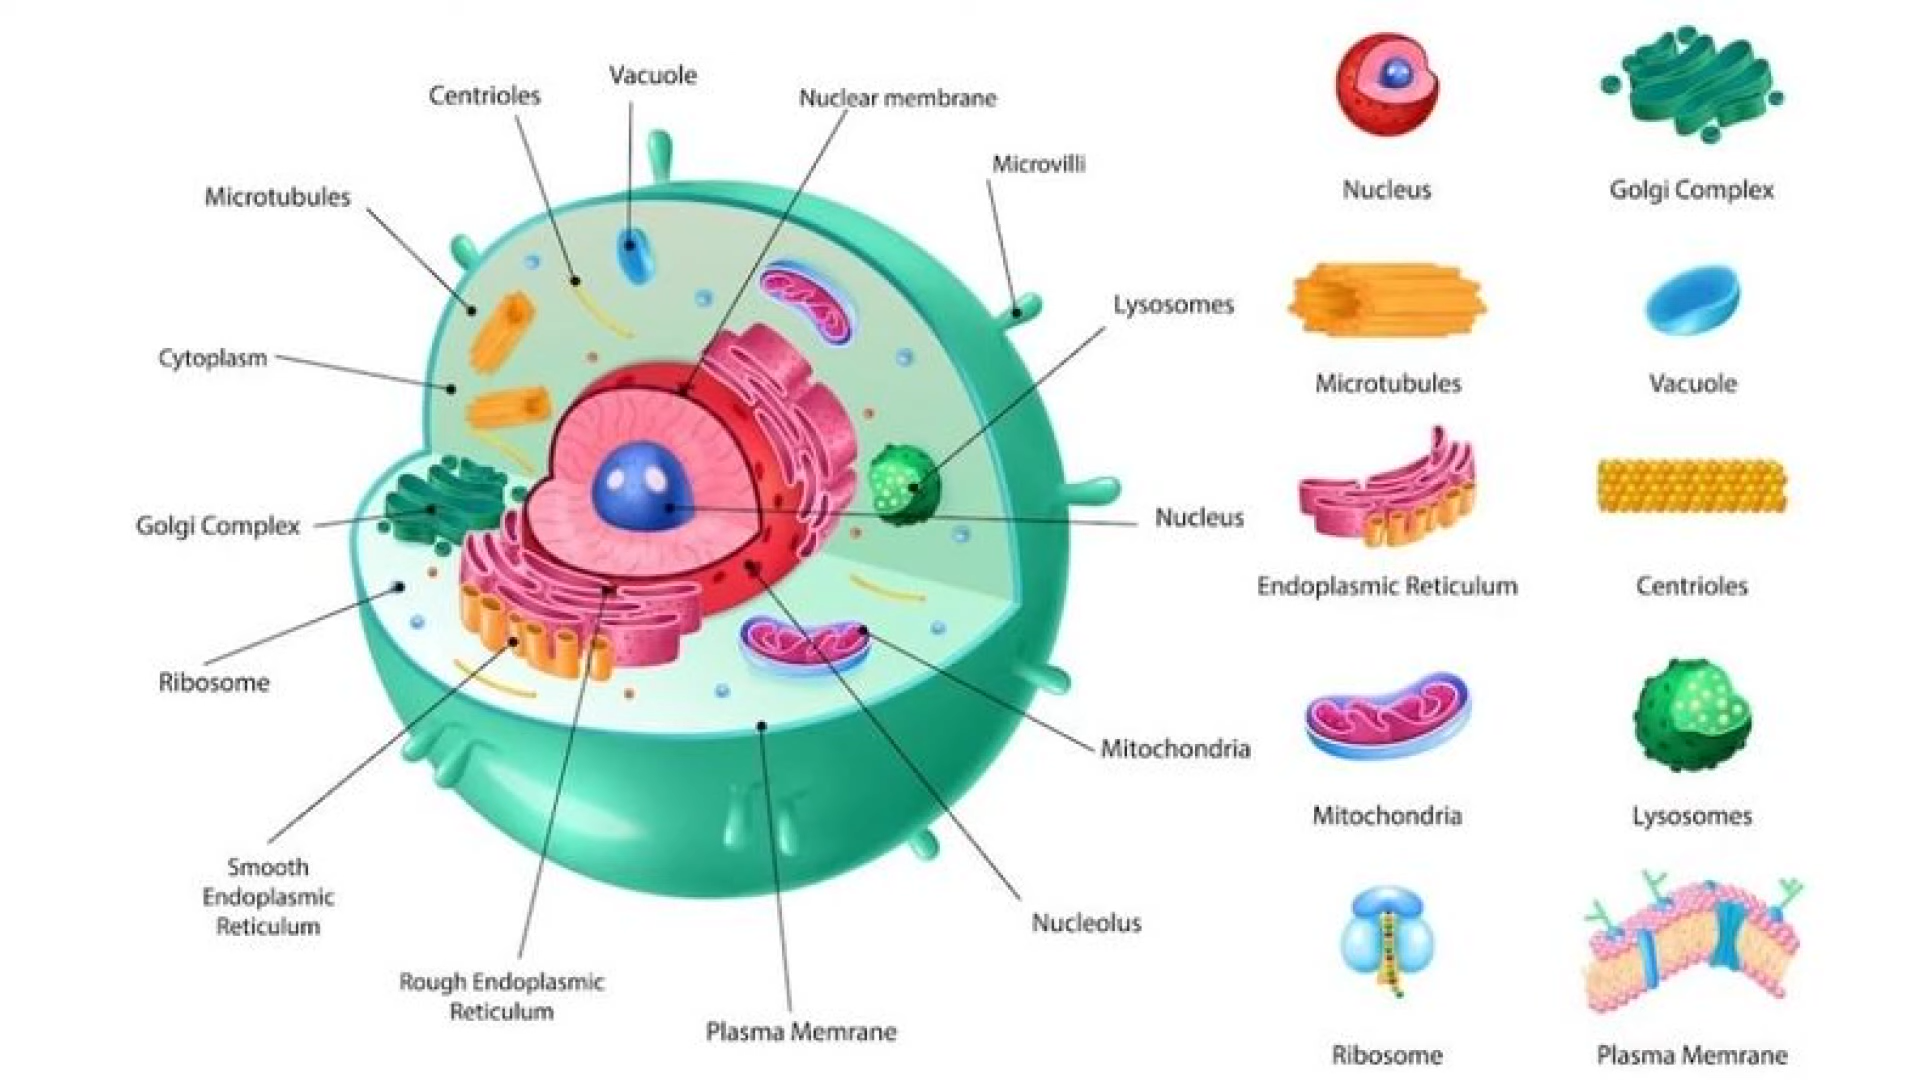 Vacuole
Centrioles
Nuclear membrane
Microvilli
Microtubules
Lysosomes
Cytoplasm
Golgi Complex
Nucleus
Ribosome
Mitochondria
Smooth
Endoplasmic
Reticulum
Nucleolus
Rough Endoplasmic
Reticulum
Plasma Memrane
Nucleus
Golgi Complex
Microtubules
Vacuole
Endoplasmic Reticulum
Centrioles
Mitochondria
Lysosomes
Ribosome
Plasma Memrane